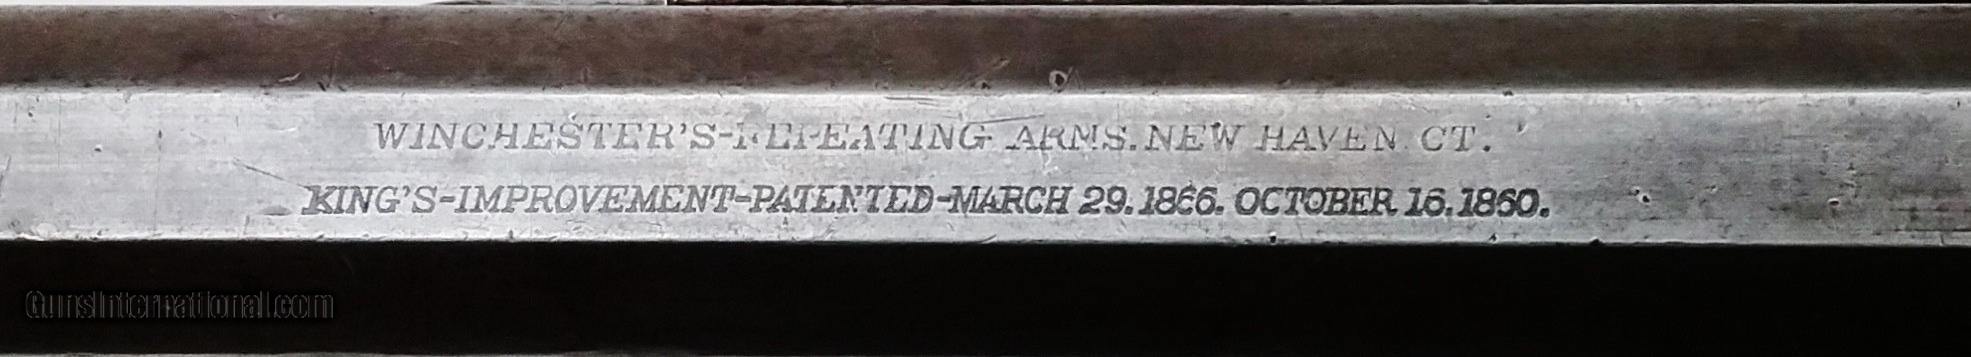 WINCHESTER'S-REPEATING ARMS. NEW HAVEN. CT.
KING'S-IMPROVEMENT-PATENTED-MARCH 29. 1866. OCTOBER 16. 1860.
GunsInternational.com